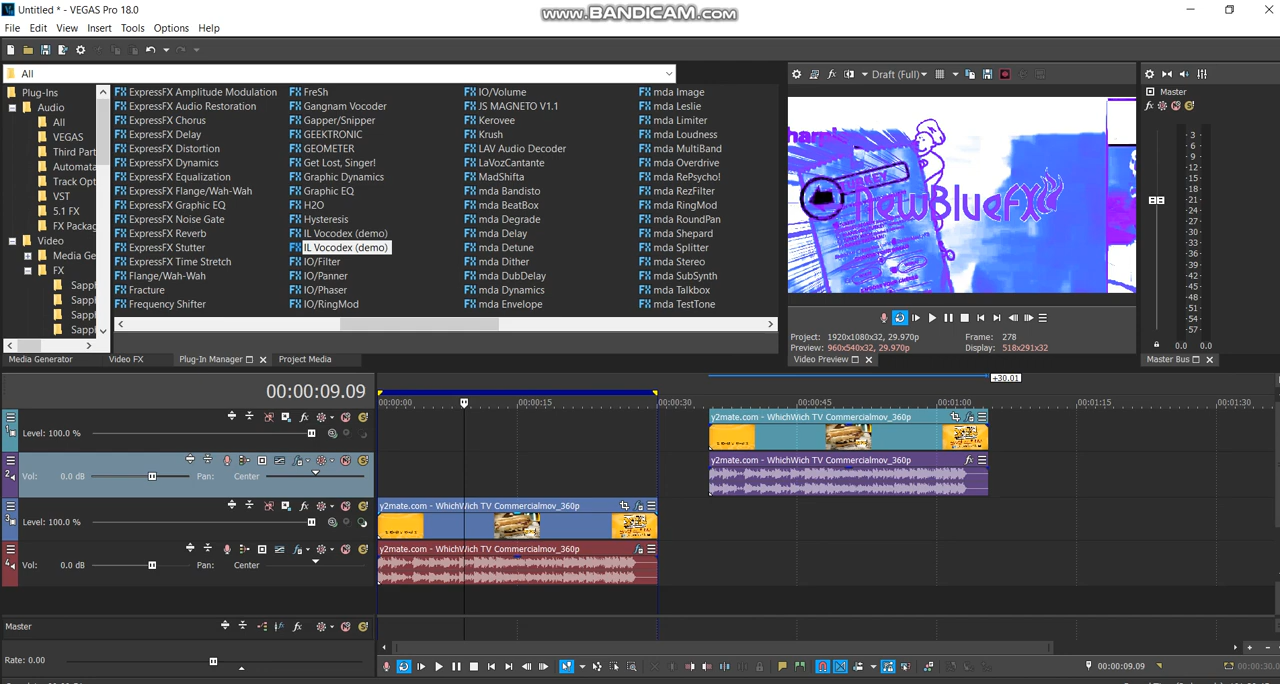 Untitled * - VEGAS Pro 18.0
www.BANDICAM.com
File Edit View Insert Tools Options Help
All
Plug-Ins
Audio
All
VEGAS
Third Part
Automata
Track Opt
VST
5.1 FX
FX Packag
Video
Media Ge
FX
Sapph
Sapph
Sapph
Sapph
ExpressFX Amplitude Modulation
ExpressFX Audio Restoration
ExpressFX Chorus
ExpressFX Delay
ExpressFX Distortion
ExpressFX Dynamics
ExpressFX Equalization
ExpressFX Flange/Wah-Wah
ExpressFX Graphic EQ
ExpressFX Noise Gate
ExpressFX Reverb
ExpressFX Stutter
ExpressFX Time Stretch
Flange/Wah-Wah
Fracture
Frequency Shifter
FreSh
Gangnam Vocoder
Gapper/Snipper
GEEKTRONIC
GEOMETER
Get Lost, Singer!
Graphic Dynamics
Graphic EQ
H2O
Hysteresis
IL Vocodex (demo)
IL Vocodex (demo)
IO/Filter
IO/Panner
IO/Phaser
IO/RingMod
IO/Volume
JS MAGNETO V1.1
Kerovee
Krush
LAV Audio Decoder
LaVozCantante
MadShifta
mda Bandisto
mda BeatBox
mda Degrade
mda Delay
mda Detune
mda Dither
mda DubDelay
mda Dynamics
mda Envelope
mda Image
mda Leslie
mda Limiter
mda Loudness
mda MultiBand
mda Overdrive
mda RePsycho!
mda RezFilter
mda RingMod
mda RoundPan
mda Shepard
mda Splitter
mda Stereo
mda SubSynth
mda Talkbox
mda TestTone
Media Generator Video FX Plug-In Manager Project Media
Draft (Full)
TURKEY
NewBlueFX
Project: 1920x1080x32, 29.970p
Frame: 278
Preview: 960x540x32, 29.970p
Display: 518x291x32
Video Preview
Master
3
6
9
12
15
18
21
24
27
30
33
36
39
42
45
48
51
54
57
0.0 0.0
Master Bus
00:00:09.09
+30.01
00:00:00 00:00:15 00:00:30 00:00:45 00:01:00 00:01:15 00:01:30
1
Level: 100.0 %
y2mate.com - WhichWich TV Commercialmov_360p
2
Vol: 0.0 dB Pan: Center
y2mate.com - WhichWich TV Commercialmov_360p
3
Level: 100.0 %
y2mate.com - WhichWich TV Commercialmov_360p
4
Vol: 0.0 dB Pan: Center
y2mate.com - WhichWich TV Commercialmov_360p
Master
Rate: 0.00
00:00:09.09
00:00:30.0